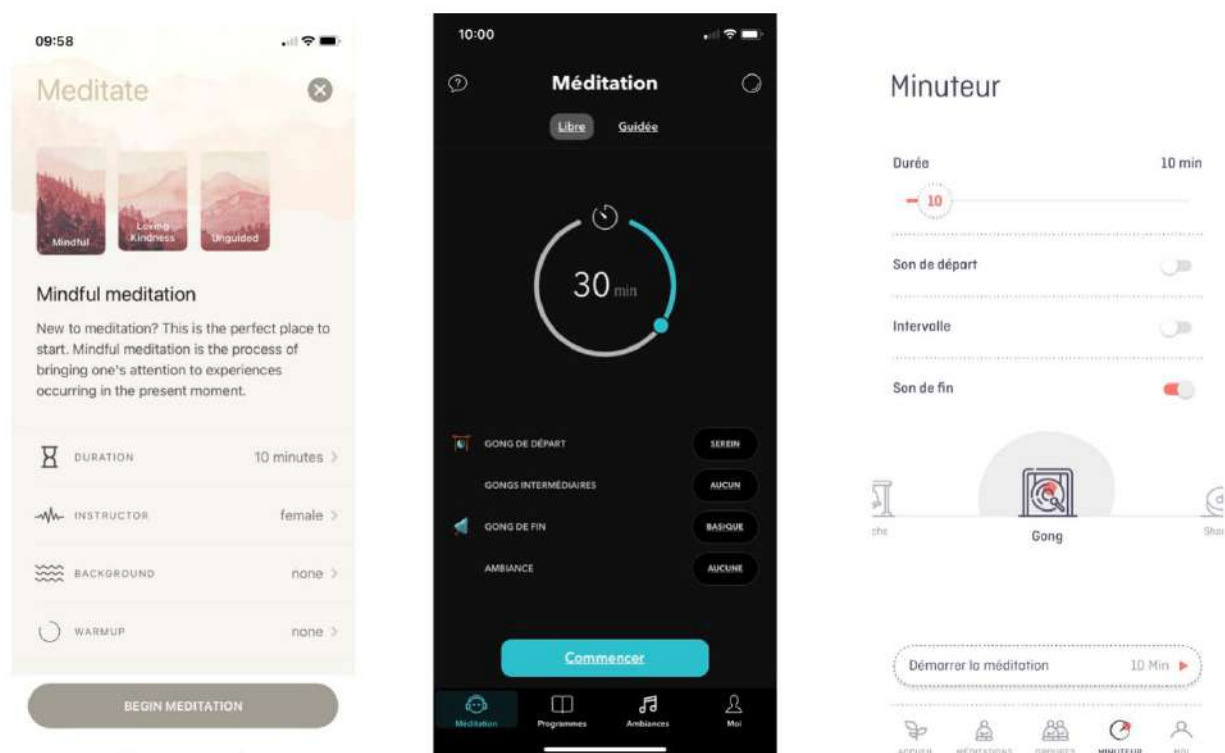 09:58
Meditate
Mindful
Loving
Kindness
Unguided
Mindful meditation
New to meditation? This is the perfect place to
start. Mindful meditation is the process of
bringing one's attention to experiences
occurring in the present moment.
DURATION 10 minutes >
INSTRUCTOR female >
BACKGROUND none >
WARMUP none >
BEGIN MEDITATION
10:00
?
Méditation
Libre Guidée
30 min
GONG DE DÉPART SEREIN
GONGS INTERMÉDIAIRES AUCUN
GONG DE FIN BASIQUE
AMBIANCE AUCUNE
Commencer
Méditation Programmes Ambiances Moi
Minuteur
Durée 10 min
10
Son de départ
Intervalle
Son de fin
Gong
Démarrer la méditation 10 Min
ACCUEIL MÉDITATIONS GROUPES MINUTEUR MOI